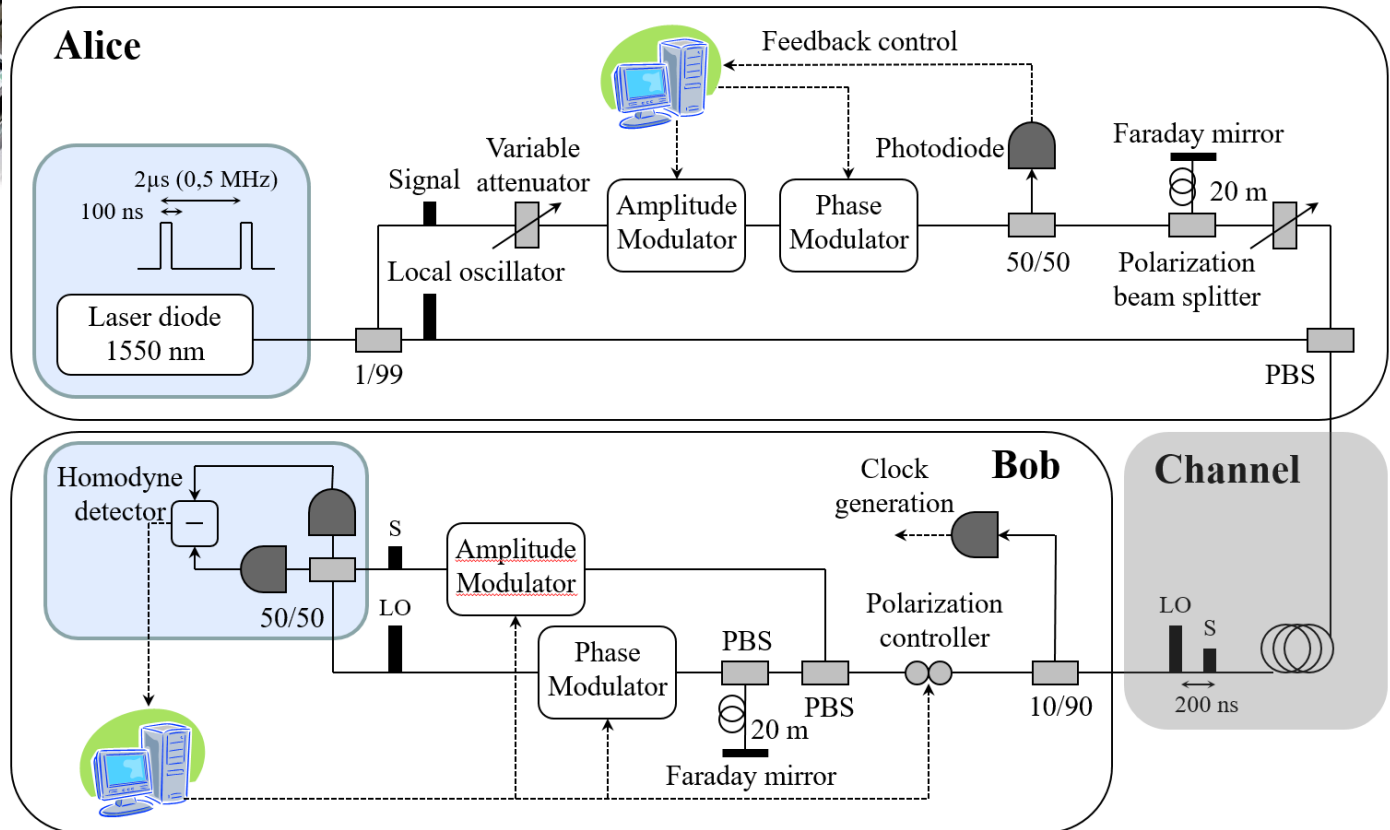 Alice
Feedback control
2µs (0,5 MHz)
100 ns
Laser diode
1550 nm
Signal
Variable
attenuator
Local oscillator
1/99
Amplitude
Modulator
Phase
Modulator
Photodiode
50/50
Faraday mirror
20 m
Polarization
beam splitter
PBS
Bob
Homodyne
detector
50/50
S
LO
Amplitude
Modulator
Phase
Modulator
PBS
20 m
Faraday mirror
PBS
Clock
generation
Polarization
controller
10/90
Channel
LO
S
200 ns